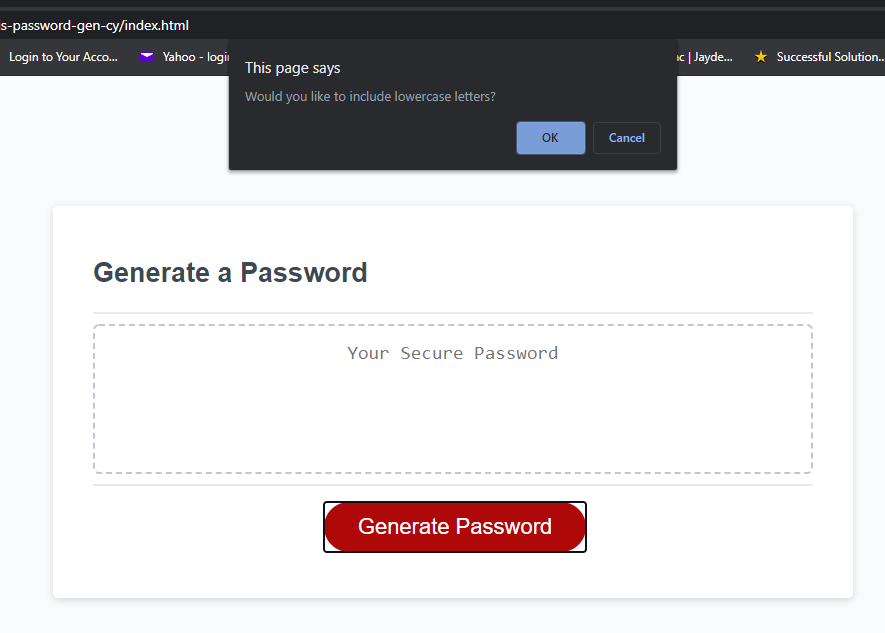 s-password-gen-cy/index.html
Login to Your Acco... Yahoo - logi
This page says
Would you like to include lowercase letters?
OK Cancel
| Jayde... Successful Solution...
Generate a Password
Your Secure Password
Generate Password